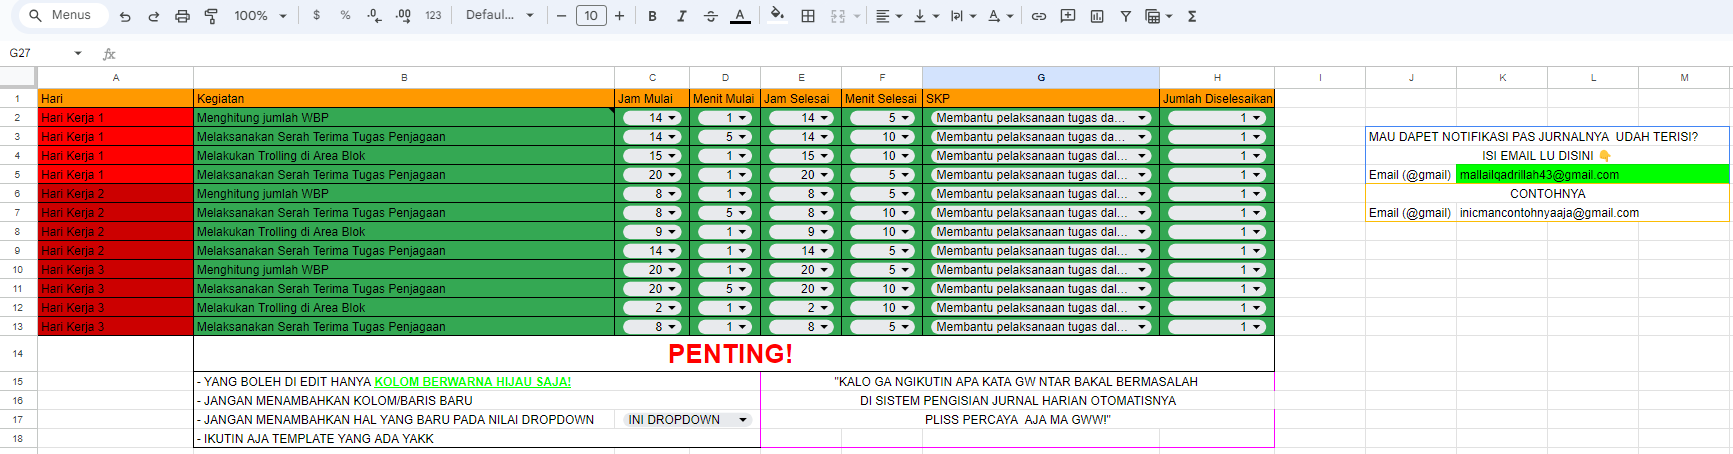 Menus 100% $ % .0 .00 123 Defaul... 10 B I A Σ
G27 fx
A B C D E F G H I J K L M
1 Hari Kegiatan Jam Mulai Menit Mulai Jam Selesai Menit Selesai SKP Jumlah Diselesaikan
2 Hari Kerja 1 Menghitung jumlah WBP 14 1 14 5 Membantu pelaksanaan tugas da... 1
3 Hari Kerja 1 Melaksanakan Serah Terima Tugas Penjagaan 14 5 14 10 Membantu pelaksanaan tugas dal... 1 MAU DAPET NOTIFIKASI PAS JURNALNYA UDAH TERISI?
4 Hari Kerja 1 Melakukan Trolling di Area Blok 15 1 15 10 Membantu pelaksanaan tugas dal... 1 ISI EMAIL LU DISINI 👇
5 Hari Kerja 1 Melaksanakan Serah Terima Tugas Penjagaan 20 1 20 5 Membantu pelaksanaan tugas dal... 1 Email (@gmail) mallailqadrillah43@gmail.com
6 Hari Kerja 2 Menghitung jumlah WBP 8 1 8 5 Membantu pelaksanaan tugas dal... 1 CONTOHNYA
7 Hari Kerja 2 Melaksanakan Serah Terima Tugas Penjagaan 8 5 8 10 Membantu pelaksanaan tugas dal... 1 Email (@gmail) inicmancontohnyaaja@gmail.com
8 Hari Kerja 2 Melakukan Trolling di Area Blok 9 1 9 10 Membantu pelaksanaan tugas dal... 1
9 Hari Kerja 2 Melaksanakan Serah Terima Tugas Penjagaan 14 1 14 5 Membantu pelaksanaan tugas dal... 1
10 Hari Kerja 3 Menghitung jumlah WBP 20 1 20 5 Membantu pelaksanaan tugas dal... 1
11 Hari Kerja 3 Melaksanakan Serah Terima Tugas Penjagaan 20 5 20 10 Membantu pelaksanaan tugas dal... 1
12 Hari Kerja 3 Melakukan Trolling di Area Blok 2 1 2 10 Membantu pelaksanaan tugas dal... 1
13 Hari Kerja 3 Melaksanakan Serah Terima Tugas Penjagaan 8 1 8 5 Membantu pelaksanaan tugas dal... 1
14 PENTING!
15 - YANG BOLEH DI EDIT HANYA KOLOM BERWARNA HIJAU SAJA! "KALO GA NGIKUTIN APA KATA GW NTAR BAKAL BERMASALAH
16 - JANGAN MENAMBAHKAN KOLOM/BARIS BARU DI SISTEM PENGISIAN JURNAL HARIAN OTOMATISNYA
17 - JANGAN MENAMBAHKAN HAL YANG BARU PADA NILAI DROPDOWN INI DROPDOWN PLISS PERCAYA AJA MA GWW!"
18 - IKUTIN AJA TEMPLATE YANG ADA YAKK